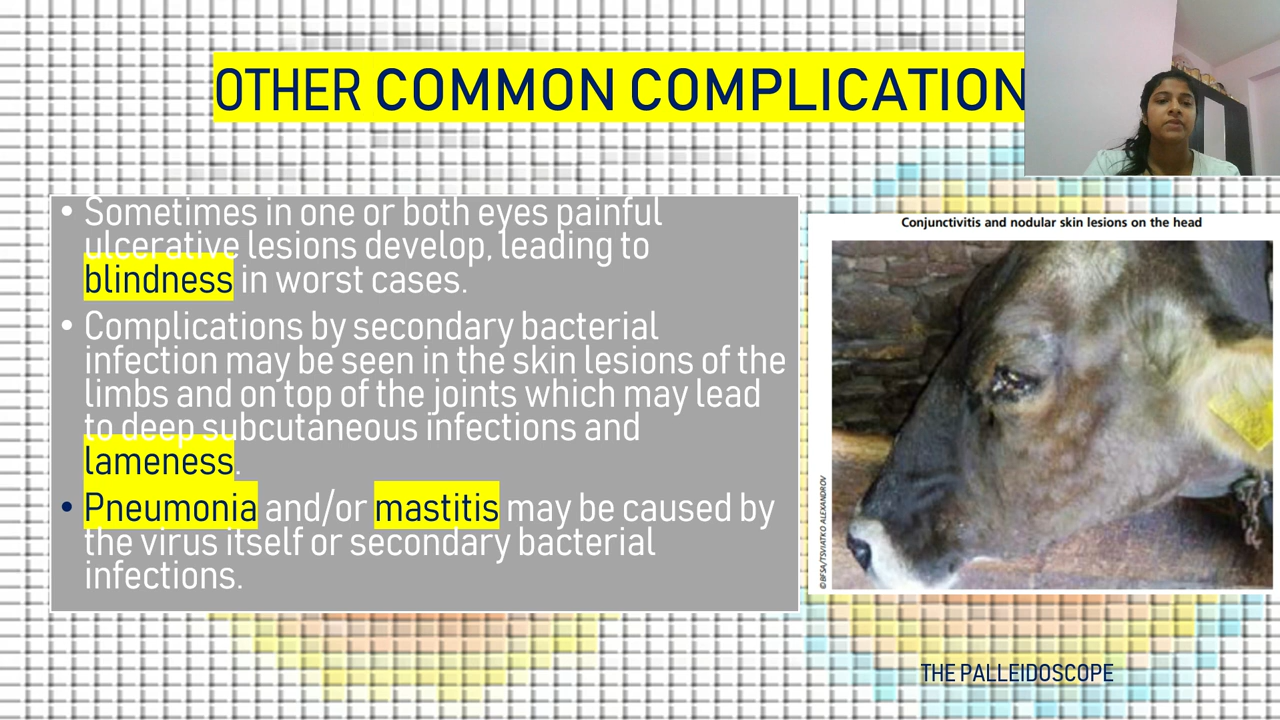 OTHER COMMON COMPLICATION
• Sometimes in one or both eyes painful
ulcerative lesions develop, leading to
blindness in worst cases.
• Complications by secondary bacterial
infection may be seen in the skin lesions of the
limbs and on top of the joints which may lead
to deep subcutaneous infections and
lameness.
• Pneumonia and/or mastitis may be caused by
the virus itself or secondary bacterial
infections.
Conjunctivitis and nodular skin lesions on the head
©BFSA/TSVIATKO ALEXANDROV
THE PALLEIDOSCOPE